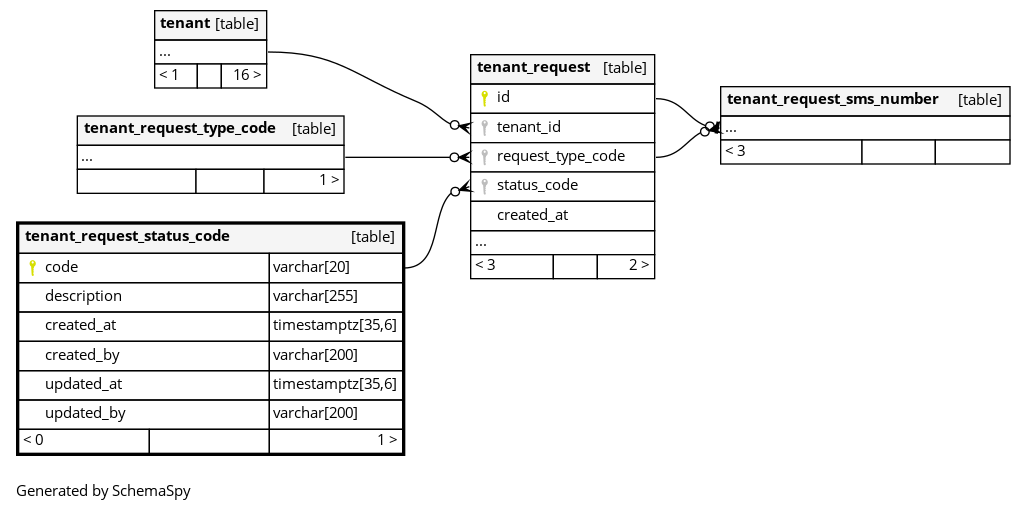 tenant [table]
...
< 1 16 >
tenant_request_type_code [table]
...
1 >
tenant_request_status_code [table]
code varchar[20]
description varchar[255]
created_at timestamptz[35,6]
created_by varchar[200]
updated_at timestamptz[35,6]
updated_by varchar[200]
< 0 1 >
tenant_request [table]
id
tenant_id
request_type_code
status_code
created_at
...
< 3 2 >
tenant_request_sms_number [table]
...
< 3
Generated by SchemaSpy